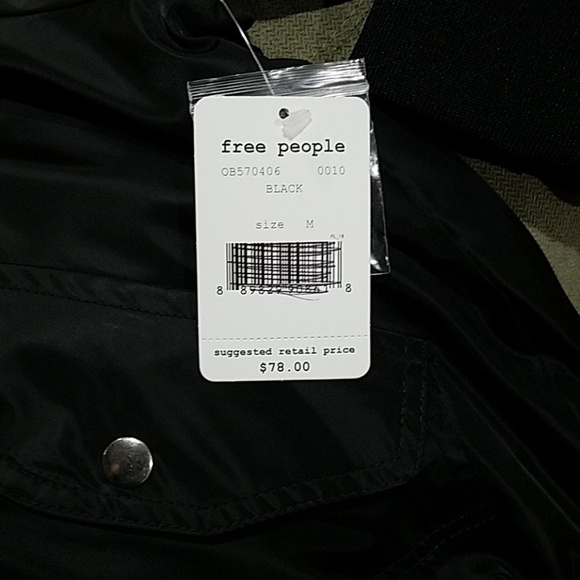 free people
OB570406 0010
BLACK
size M
suggested retail price
$78.00